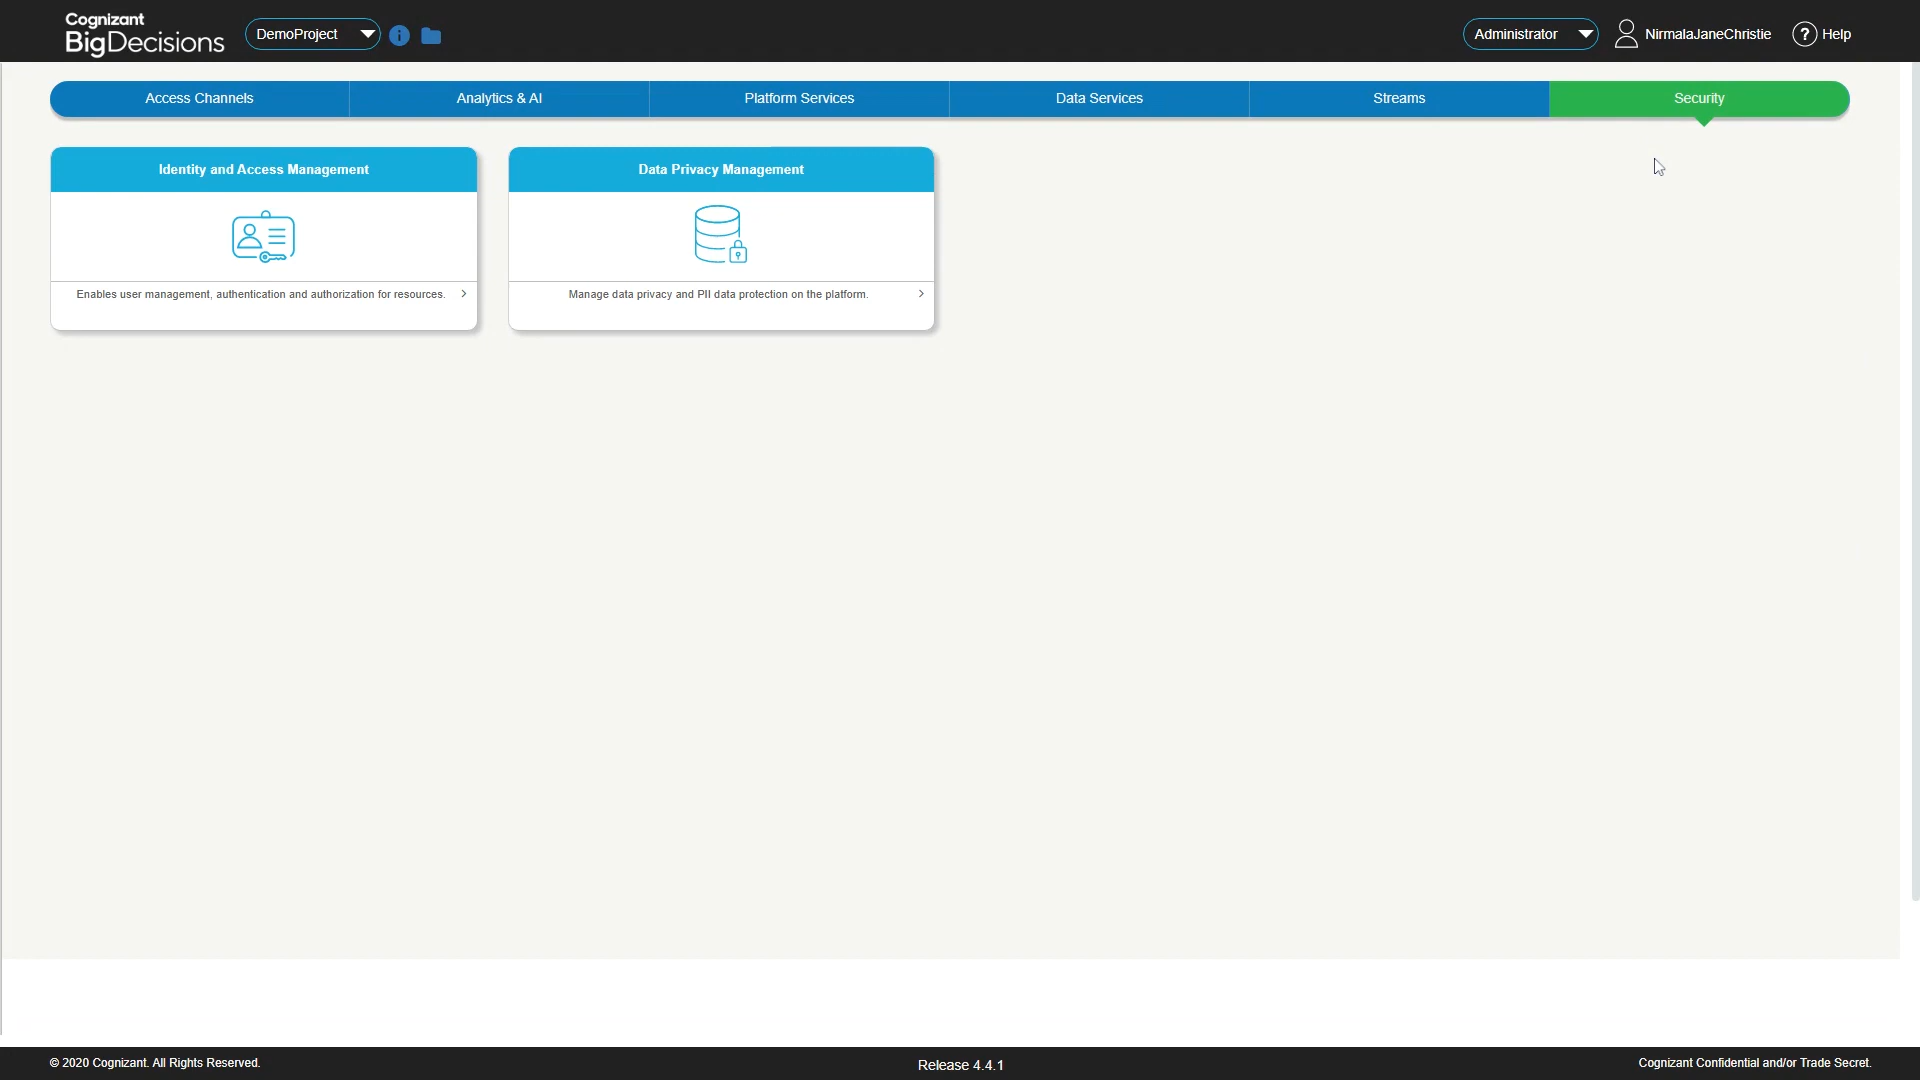 Cognizant
BigDecisions
DemoProject
Administrator
NirmalaJaneChristie
? Help
Access Channels
Analytics & AI
Platform Services
Data Services
Streams
Security
Identity and Access Management
Data Privacy Management
Enables user management, authentication and authorization for resources. >
Manage data privacy and PII data protection on the platform. >
© 2020 Cognizant. All Rights Reserved.
Release 4.4.1
Cognizant Confidential and/or Trade Secret.